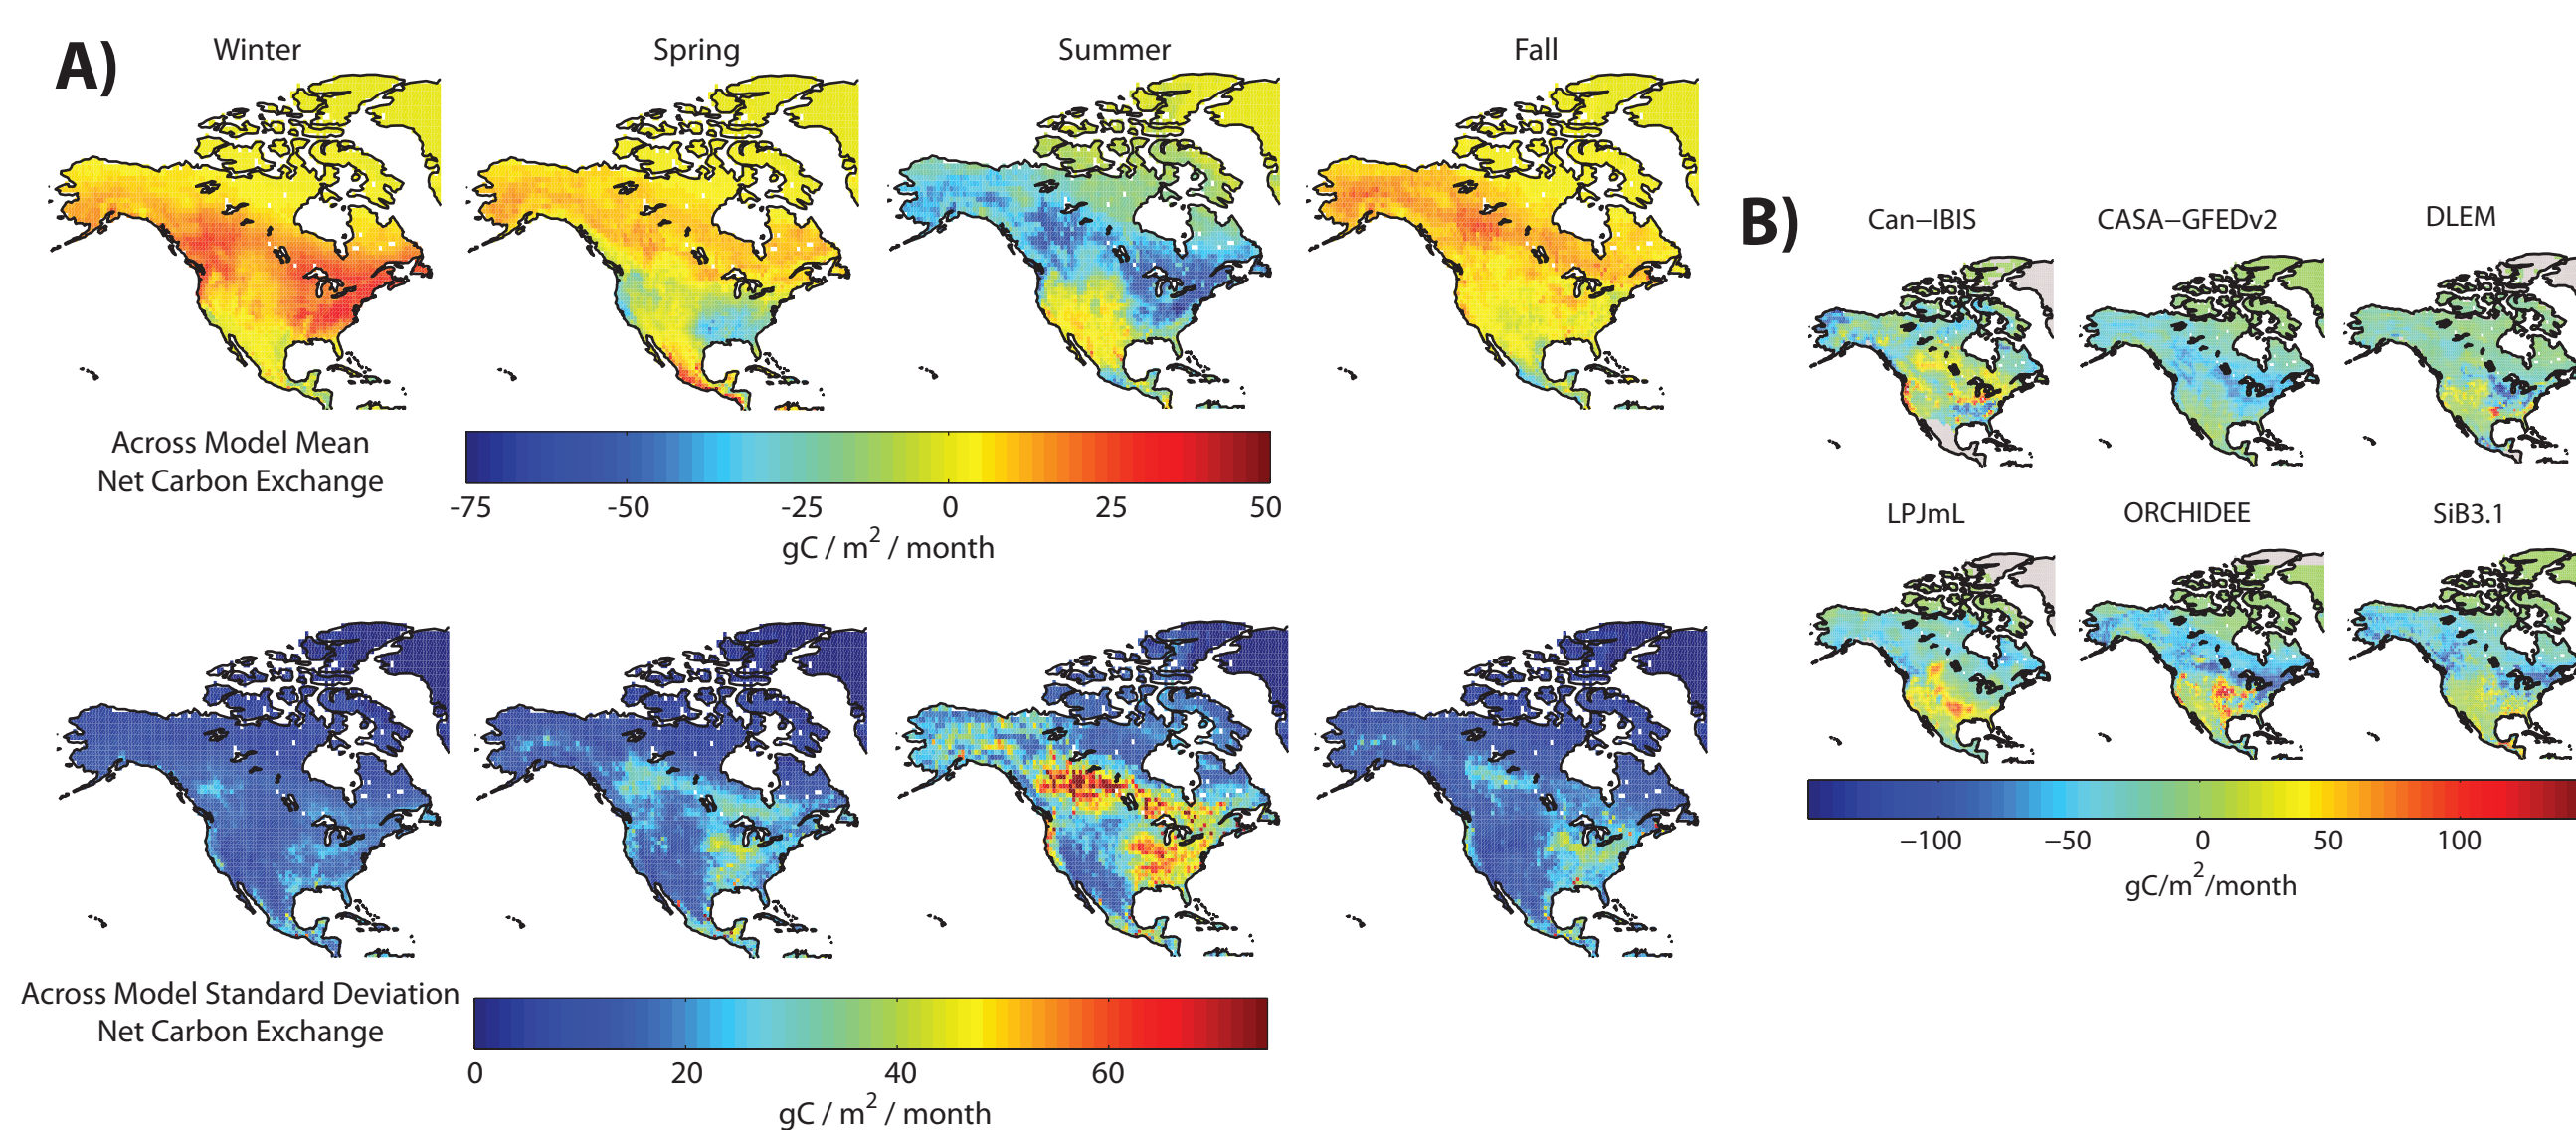 A)
Winter
Spring
Summer
Fall
Across Model Mean
Net Carbon Exchange
-75
-50
-25
0
25
50
gC / m² / month
Across Model Standard Deviation
Net Carbon Exchange
0
20
40
60
gC / m² / month
B)
Can−IBIS
CASA−GFEDv2
DLEM
LPJmL
ORCHIDEE
SiB3.1
−100
−50
0
50
100
gC/m²/month